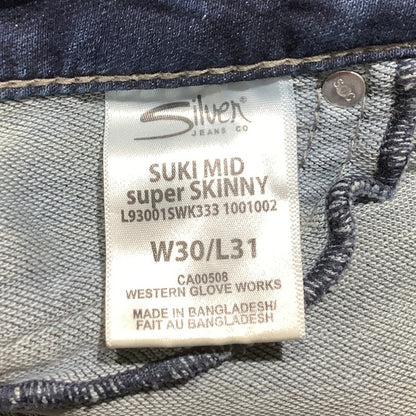 Silver
JEANS CO
SUKI MID
super SKINNY
L93001SWK333 1001002
W30/L31
CA00508
WESTERN GLOVE WORKS
MADE IN BANGLADESH/
FAIT AU BANGLADESH